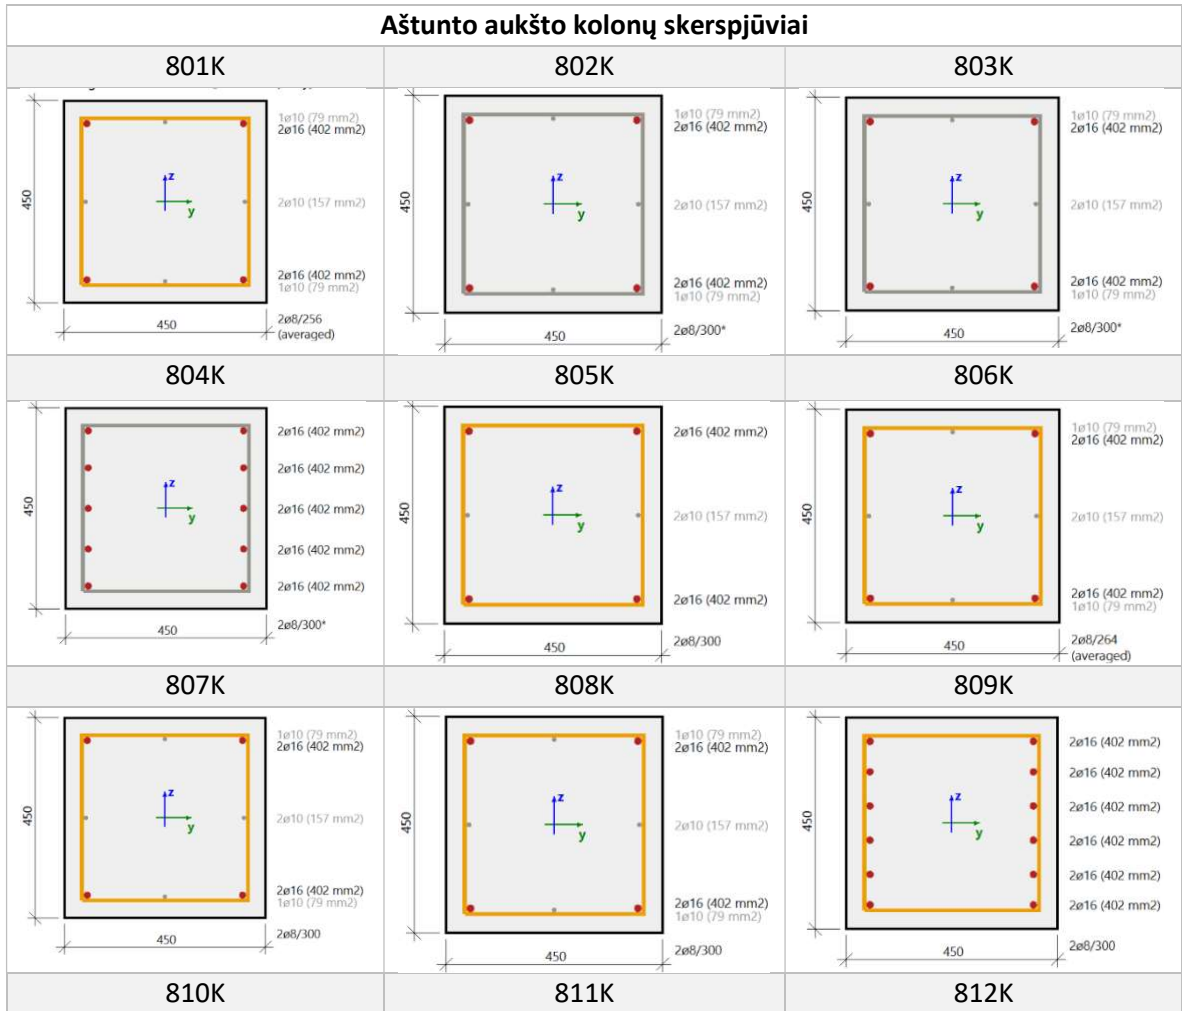 Aštunto aukšto kolonų skerspjūviai
801K
802K
803K
1ø10 (79 mm2)
2ø16 (402 mm2)
450
z
y
2ø10 (157 mm2)
2ø16 (402 mm2)
1ø10 (79 mm2)
450
2ø8/256
(averaged)
1ø10 (79 mm2)
2ø16 (402 mm2)
450
z
y
2ø10 (157 mm2)
2ø16 (402 mm2)
1ø10 (79 mm2)
450
2ø8/300*
1ø10 (79 mm2)
2ø16 (402 mm2)
450
z
y
2ø10 (157 mm2)
2ø16 (402 mm2)
1ø10 (79 mm2)
450
2ø8/300*
804K
805K
806K
2ø16 (402 mm2)
2ø16 (402 mm2)
450
z
y
2ø16 (402 mm2)
2ø16 (402 mm2)
2ø16 (402 mm2)
450
2ø8/300*
2ø16 (402 mm2)
450
z
y
2ø10 (157 mm2)
2ø16 (402 mm2)
450
2ø8/300
1ø10 (79 mm2)
2ø16 (402 mm2)
450
z
y
2ø10 (157 mm2)
2ø16 (402 mm2)
1ø10 (79 mm2)
450
2ø8/264
(averaged)
807K
808K
809K
1ø10 (79 mm2)
2ø16 (402 mm2)
450
z
y
2ø10 (157 mm2)
2ø16 (402 mm2)
1ø10 (79 mm2)
450
2ø8/300
1ø10 (79 mm2)
2ø16 (402 mm2)
450
z
y
2ø10 (157 mm2)
2ø16 (402 mm2)
1ø10 (79 mm2)
450
2ø8/300
2ø16 (402 mm2)
2ø16 (402 mm2)
450
z
y
2ø16 (402 mm2)
2ø16 (402 mm2)
2ø16 (402 mm2)
2ø16 (402 mm2)
450
2ø8/300
810K
811K
812K